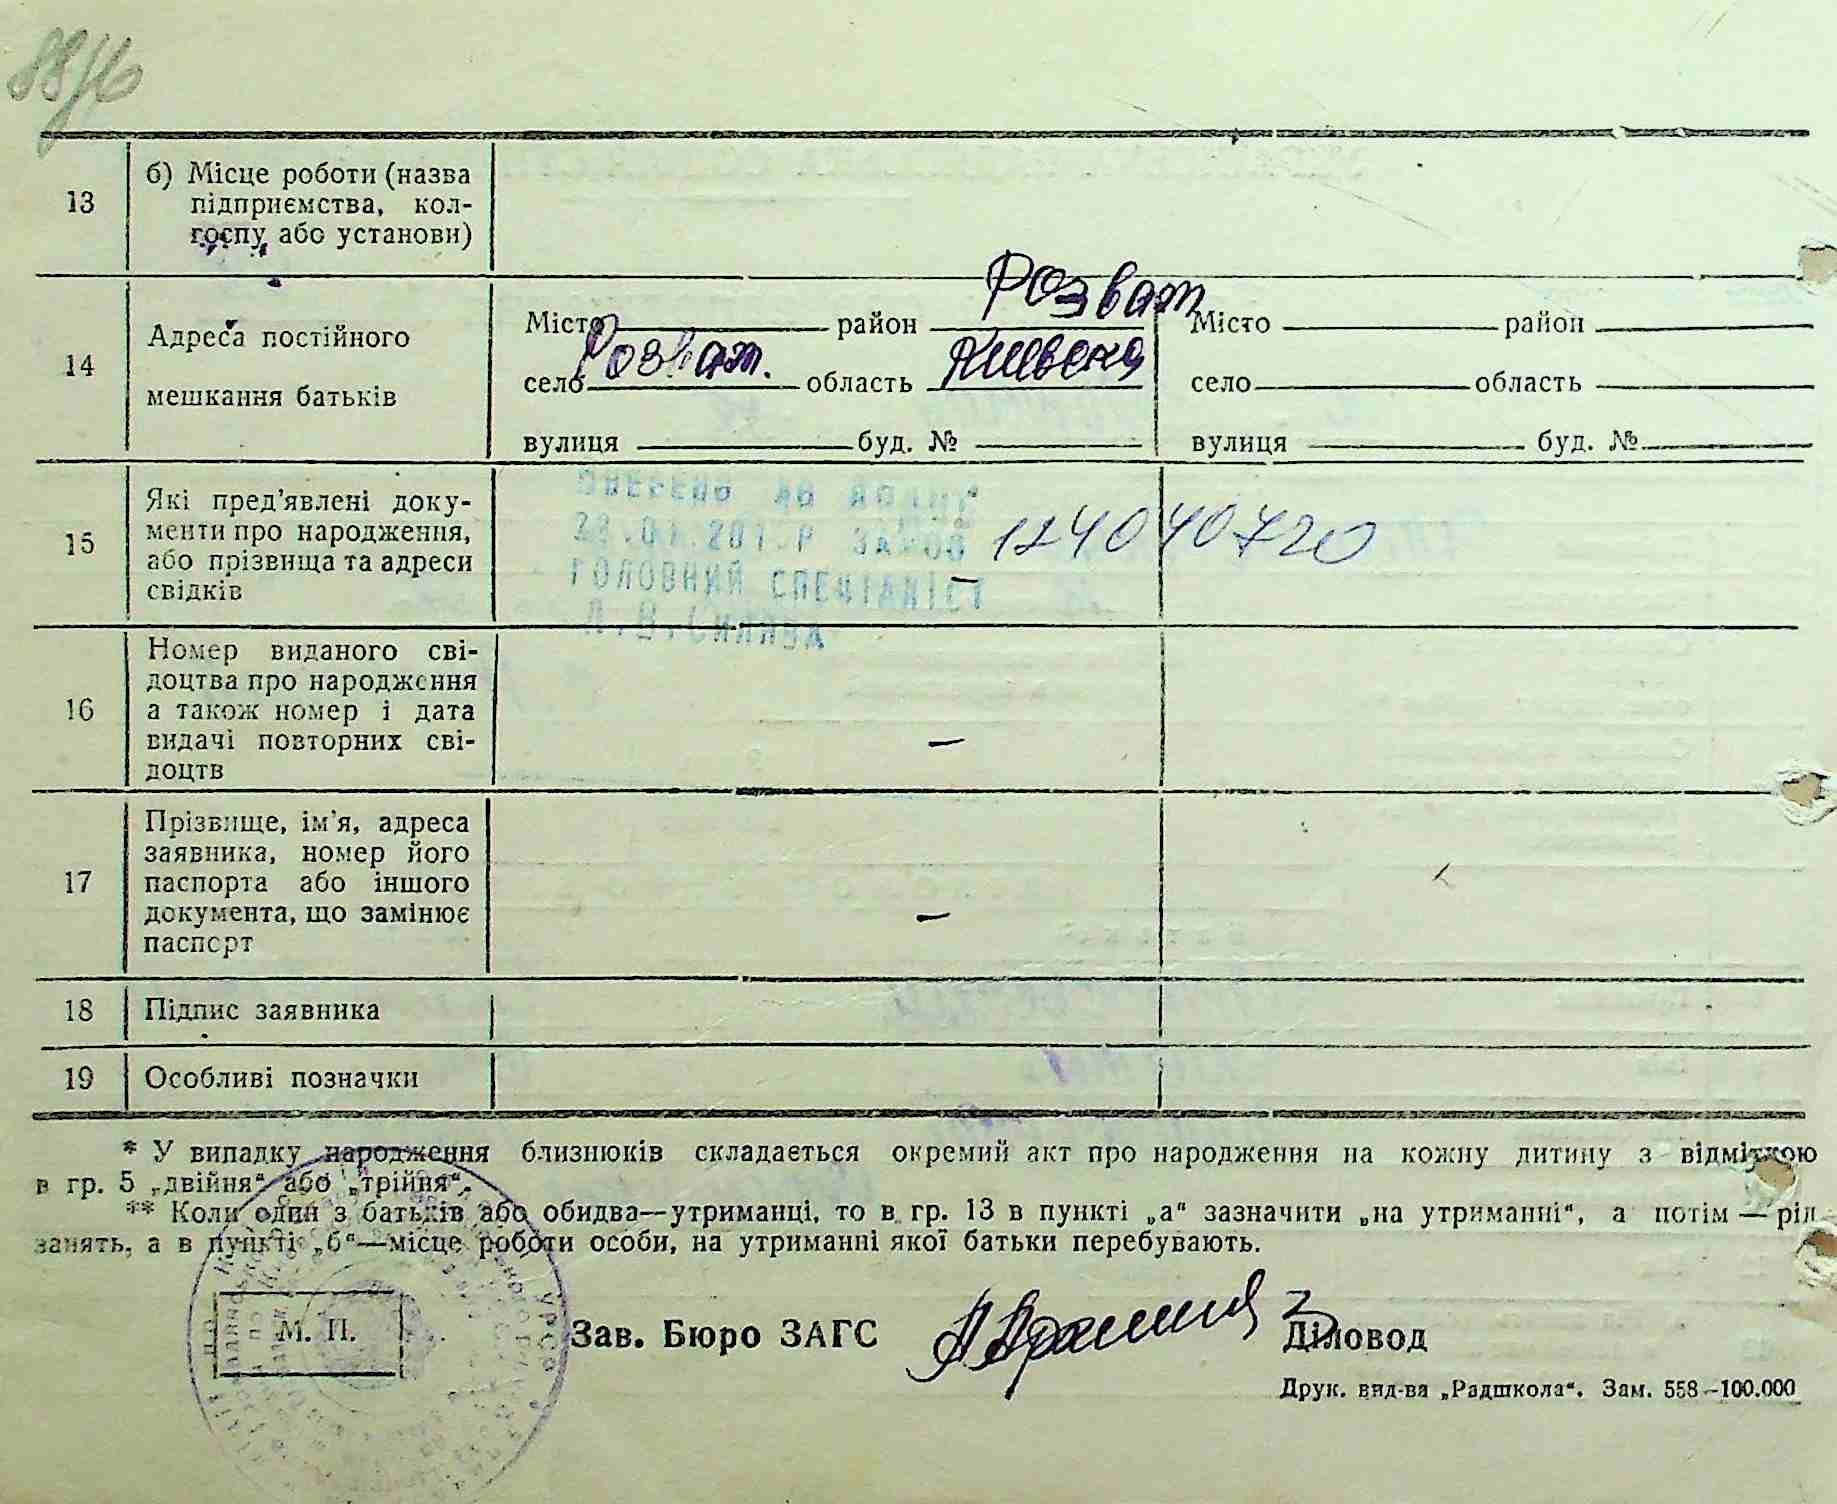 13
б) Місце роботи (назва
підприємства, кол-
госпу або установи)
14
Адреса постійного
мешкання батьків
Місто район Розваж
село Розваж. область Київська
вулиця буд. №
Місто район
село область
вулиця буд. №
15
Які пред'явлені доку-
менти про народження,
або прізвища та адреси
свідків
ГОЛОВНИЙ СПЕЦІАЛІСТ
124040720
–
16
Номер виданого сві-
доцтва про народження
а також номер і дата
видачі повторних сві-
доцтв
–
17
Прізвище, ім'я, адреса
заявника, номер його
паспорта або іншого
документа, що замінює
паспорт
–
18
Підпис заявника
19
Особливі позначки
* У випадку народження близнюків складається окремий акт про народження на кожну дитину з відміткою
в гр. 5 „двійня“ або „трійня“.
** Коли один з батьків або обидва—утриманці, то в гр. 13 в пункті „а“ зазначити „на утриманні“, а потім — рід
занять, а в пункті „б“—місце роботи особи, на утриманні якої батьки перебувають.
М. П.
Зав. Бюро ЗАГС
Діловод
Друк. вид-ва „Радшкола“. Зам. 558–100.000